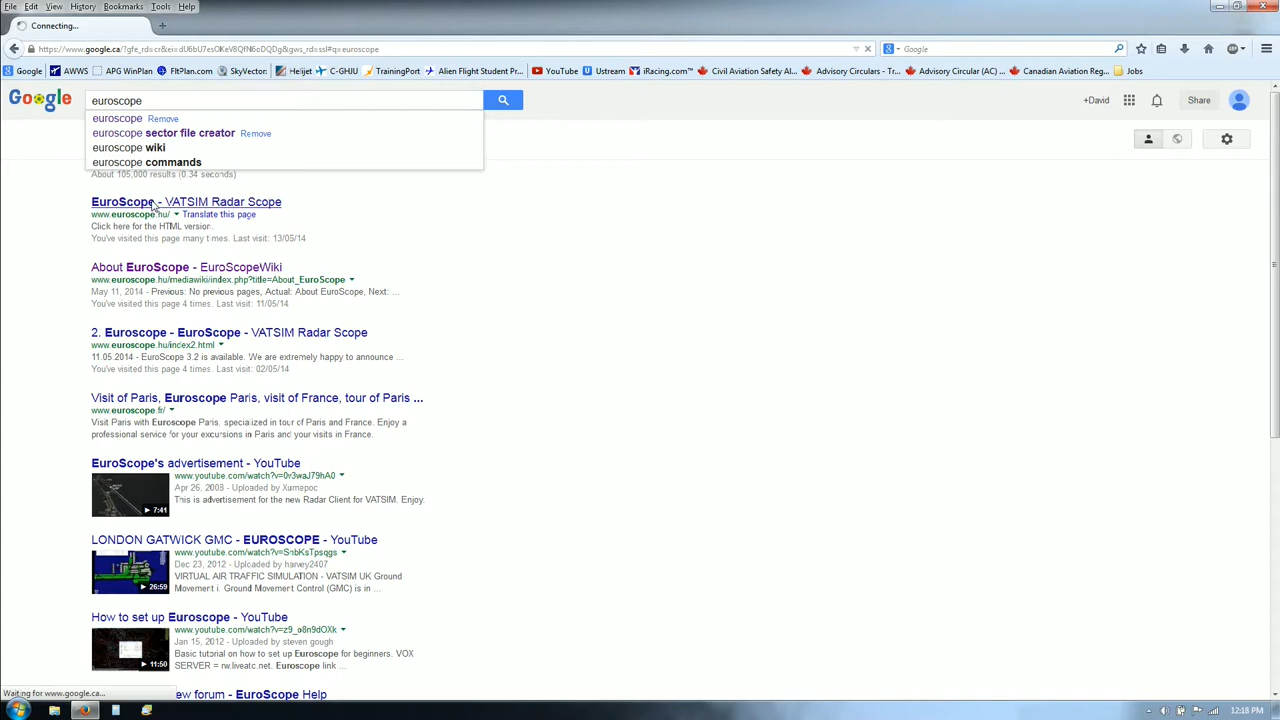 File Edit View History Bookmarks Tools Help
Connecting...
https://www.google.ca/?gfe_rd=cr&ei=dU6bU7esOKeV8QfN6oDQDg&gws_rd=ssl#q=euroscope
Google
Google AWWS APG WinPlan FltPlan.com SkyVector: Heijet C-GHJU TrainingPort Alien Flight Student Pr... YouTube Ustream iRacing.com™ Civil Aviation Safety Al... Advisory Circulars (Tra... Advisory Circular (AC) ... Canadian Aviation Regul... Jobs
Google
euroscope
+David
Share
euroscope Remove
euroscope sector file creator Remove
euroscope wiki
euroscope commands
About 105,000 results (0.34 seconds)
EuroScope - VATSIM Radar Scope
www.euroscope.hu/ Translate this page
Click here for the HTML version.
You've visited this page many times. Last visit: 13/05/14
About EuroScope - EuroScopeWiki
www.euroscope.hu/mediawiki/index.php?title=About_EuroScope
May 11, 2014 - Previous: No previous pages, Actual: About EuroScope, Next: ...
You've visited this page 4 times. Last visit: 11/05/14
2. Euroscope - EuroScope - VATSIM Radar Scope
www.euroscope.hu/index2.html
11.05.2014 - EuroScope 3.2 is available. We are extremely happy to announce ...
You've visited this page 4 times. Last visit: 02/05/14
Visit of Paris, Euroscope Paris, visit of France, tour of Paris ...
www.euroscope.fr/
Visit Paris with Euroscope Paris, specialized in tour of Paris and France. Enjoy a
professional service for your excursions in Paris and your visits in France.
EuroScope's advertisement - YouTube
www.youtube.com/watch?v=0r3waJ79hA0
Apr 26, 2008 - Uploaded by Xumapoc
This is advertisement for the new Radar Client for VATSIM. Enjoy.
7:41
LONDON GATWICK GMC - EUROSCOPE - YouTube
www.youtube.com/watch?v=SnbKsTpsqgs
Dec 23, 2012 - Uploaded by harvey2407
VIRTUAL AIR TRAFFIC SIMULATION - VATSIM UK Ground
Movement i. Ground Movement Control (GMC) is in ...
26:59
How to set up Euroscope - YouTube
www.youtube.com/watch?v=z9_o8n9dOXk
Jan 15, 2012 - Uploaded by steven gough
Basic tutorial on how to set up Euroscope for beginners. VOX
SERVER = rw.liveatc.net. Euroscope link ...
11:50
ew forum - EuroScope Help
Waiting for www.google.ca...
12:18 PM